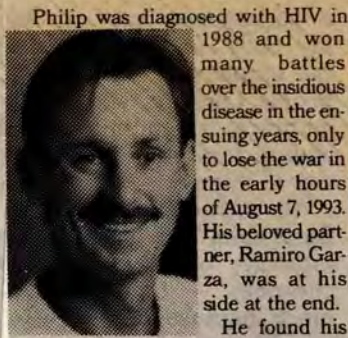 Philip was diagnosed with HIV in
1988 and won
many battles
over the insidious
disease in the en-
suing years, only
to lose the war in
the early hours
of August 7, 1993.
His beloved part-
ner, Ramiro Gar-
za, was at his
side at the end.
He found his